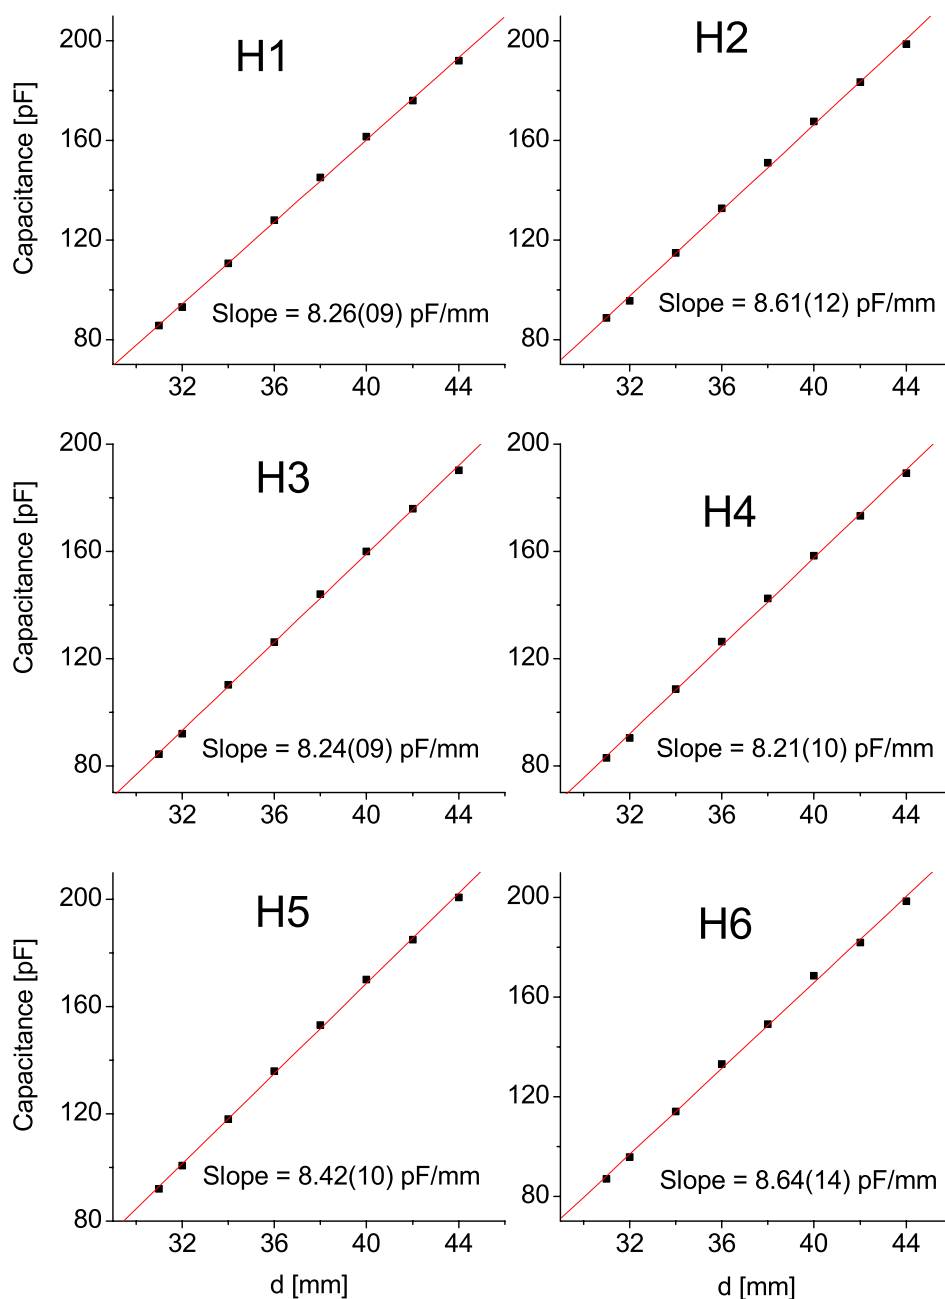 H1
H2
200
160
120
80
Capacitance [pF]
Slope = 8.26(09) pF/mm
32 36 40 44
200
160
120
80
Slope = 8.61(12) pF/mm
32 36 40 44
H3
H4
200
160
120
80
Capacitance [pF]
Slope = 8.24(09) pF/mm
32 36 40 44
200
160
120
80
Slope = 8.21(10) pF/mm
32 36 40 44
H5
H6
200
160
120
80
Capacitance [pF]
Slope = 8.42(10) pF/mm
32 36 40 44
d [mm]
200
160
120
80
Slope = 8.64(14) pF/mm
32 36 40 44
d [mm]